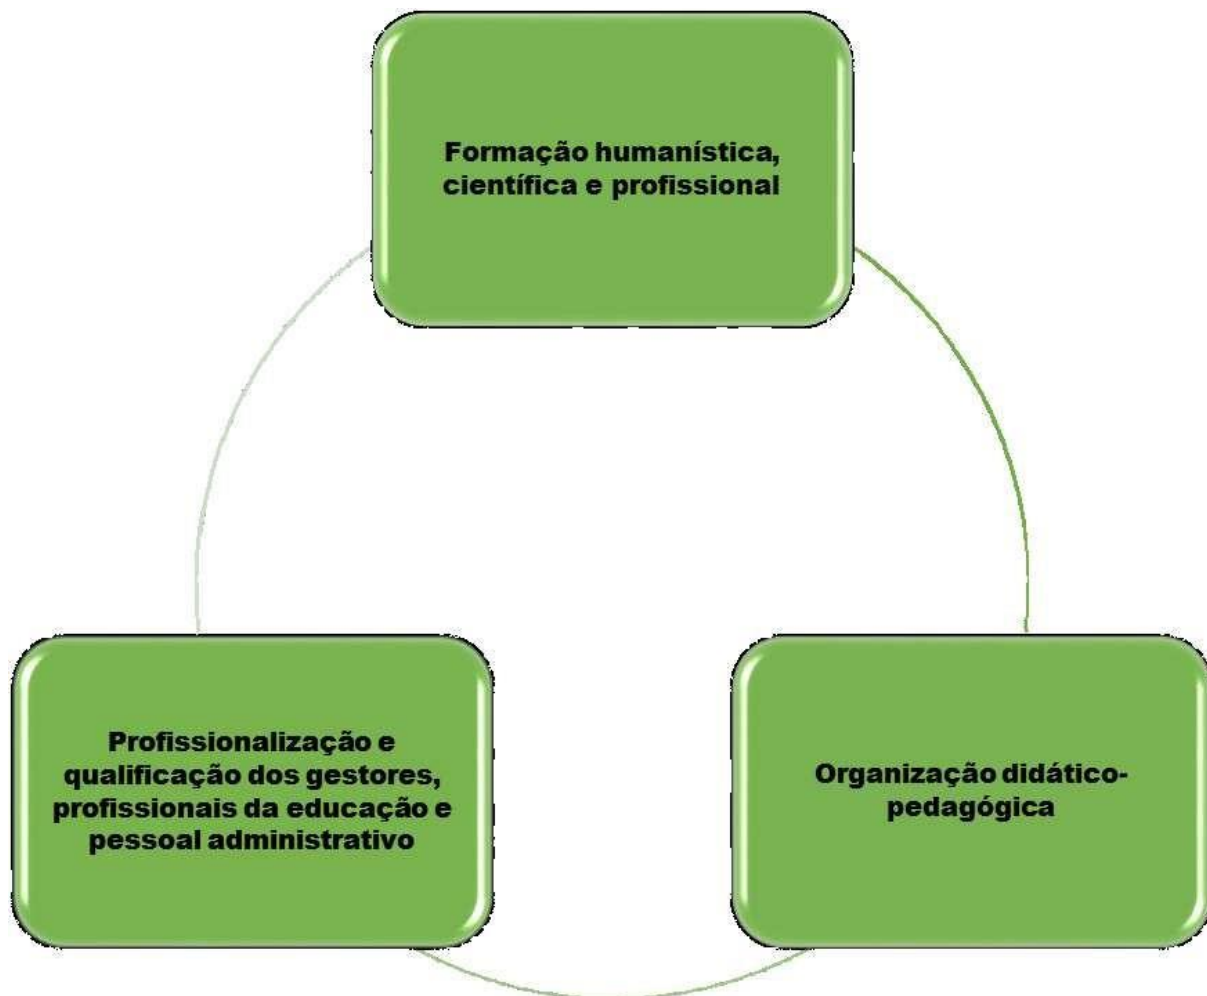 Formação humanística,
científica e profissional
Profissionalização e
qualificação dos gestores,
profissionais da educação e
pessoal administrativo
Organização didático-
pedagógica